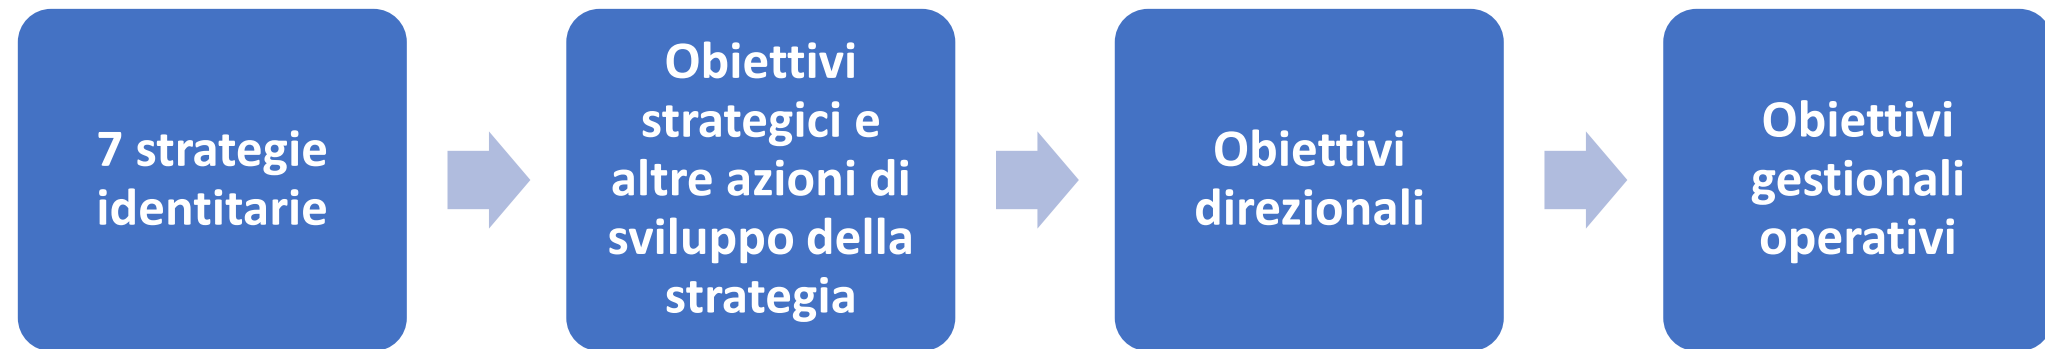 7 strategie
identitarie
Obiettivi
strategici e
altre azioni di
sviluppo della
strategia
Obiettivi
direzionali
Obiettivi
gestionali
operativi